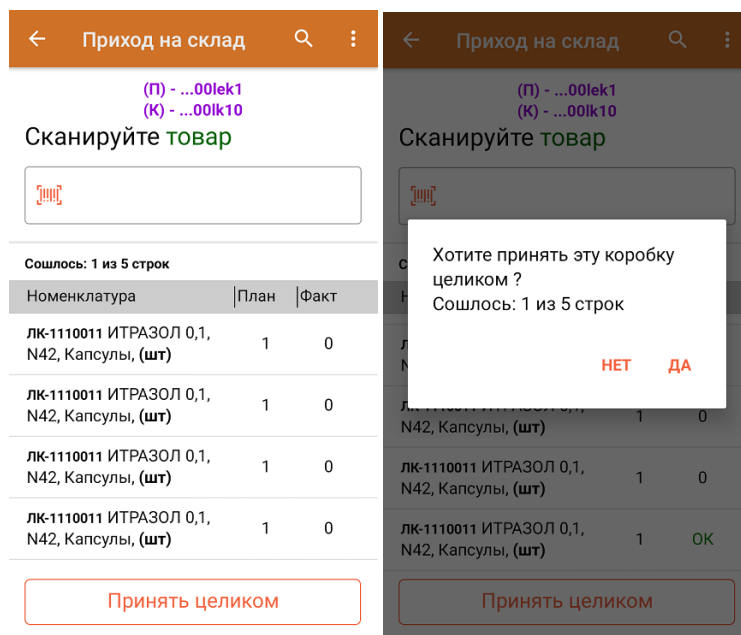 Приход на склад
(П) - ...00lek1
(К) - ...00lk10
Сканируйте товар
Сошлось: 1 из 5 строк
Номенклатура План Факт
ЛК-1110011 ИТРАЗОЛ 0,1, 1 0
N42, Капсулы, (шт)
ЛК-1110011 ИТРАЗОЛ 0,1, 1 0
N42, Капсулы, (шт)
ЛК-1110011 ИТРАЗОЛ 0,1, 1 0
N42, Капсулы, (шт)
ЛК-1110011 ИТРАЗОЛ 0,1, 1 0
N42, Капсулы, (шт)
Принять целиком
Приход на склад
(П) - ...00lek1
(К) - ...00lk10
Сканируйте товар
Хотите принять эту коробку
целиком ?
Сошлось: 1 из 5 строк
НЕТ ДА
1 0
N42, Капсулы, (шт)
ЛК-1110011 ИТРАЗОЛ 0,1, 1 0
N42, Капсулы, (шт)
ЛК-1110011 ИТРАЗОЛ 0,1, 1 OK
N42, Капсулы, (шт)
Принять целиком